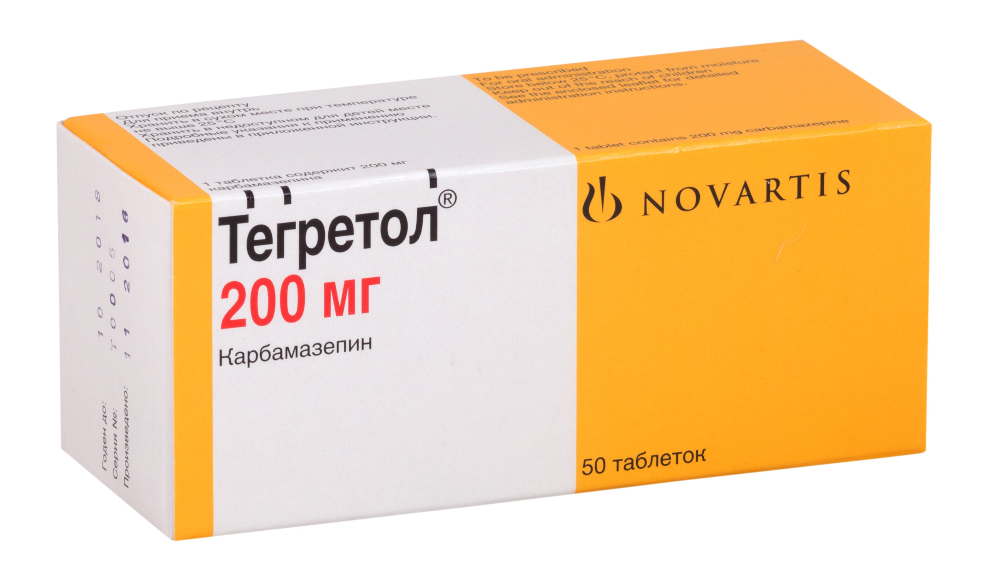 Отпуск по рецепту
Для приема внутрь
Хранить в сухом месте при температуре
не выше 25°C
Хранить в недоступном для детей месте
Подробные указания к применению
приведены в приложенной инструкции.
1 таблетка содержит 200 мг
карбамазепина
To be prescribed
For oral administration
Store below 25°C, protect from moisture
Keep out of the reach of children
See the enclosed leaflet for detailed
administration instructions.
1 tablet contains 200 mg carbamazepine
Тегретол®
200 мг
Карбамазепин
NOVARTIS
50 таблеток
Годен до: 10 2018
Серия №: T0005
Произведено: 11 2016